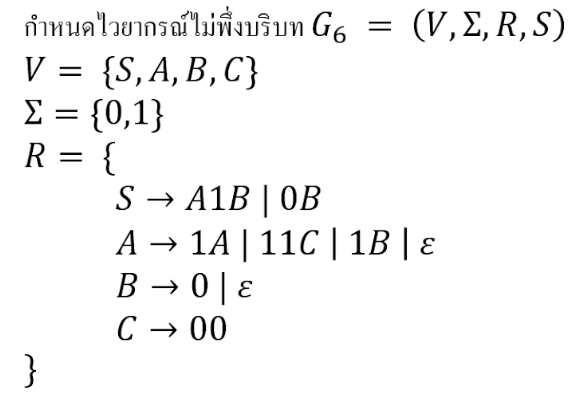 กำหนดไวยากรณ์ไม่พึ่งบริบท G₆ = (V, Σ, R, S)
V = {S, A, B, C}
Σ = {0,1}
R = {
S → A1B | 0B
A → 1A | 11C | 1B | ε
B → 0 | ε
C → 00
}